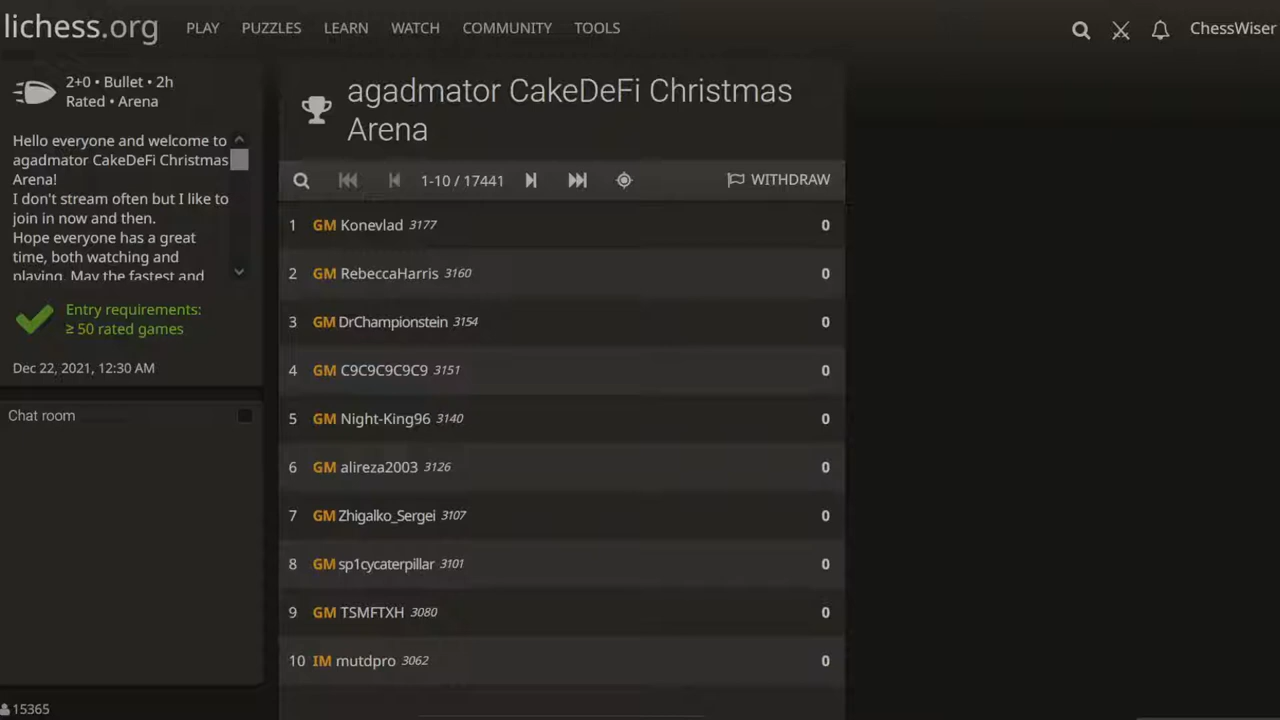 lichess.org PLAY PUZZLES LEARN WATCH COMMUNITY TOOLS ChessWiser
2+0 • Bullet • 2h
Rated • Arena
Hello everyone and welcome to
agadmator CakeDeFi Christmas
Arena!
I don't stream often but I like to
join in now and then.
Hope everyone has a great
time, both watching and
playing. May the fastest and
Entry requirements:
≥ 50 rated games
Dec 22, 2021, 12:30 AM
Chat room
15365
agadmator CakeDeFi Christmas
Arena
1-10 / 17441 WITHDRAW
1 GM Konevlad 3177 0
2 GM RebeccaHarris 3160 0
3 GM DrChampionstein 3154 0
4 GM C9C9C9C9C9 3151 0
5 GM Night-King96 3140 0
6 GM alireza2003 3126 0
7 GM Zhigalko_Sergei 3107 0
8 GM sp1cycaterpillar 3101 0
9 GM TSMFTXH 3080 0
10 IM mutdpro 3062 0